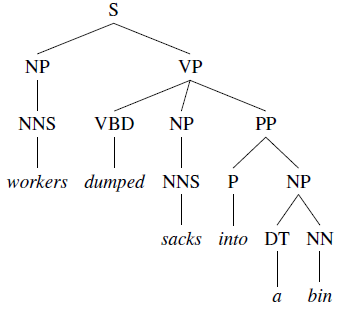 S
NP VP
NNS VBD NP PP
workers dumped NNS P NP
sacks into DT NN
a bin